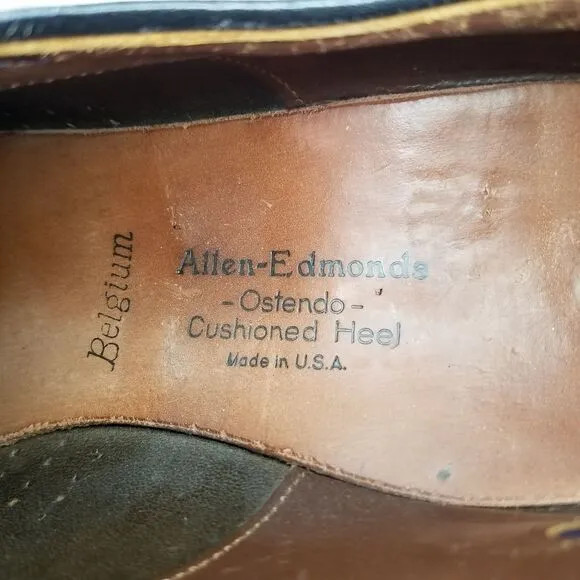 Belgium
Allen-Edmonds
- Ostendo -
Cushioned Heel
Made in U.S.A.